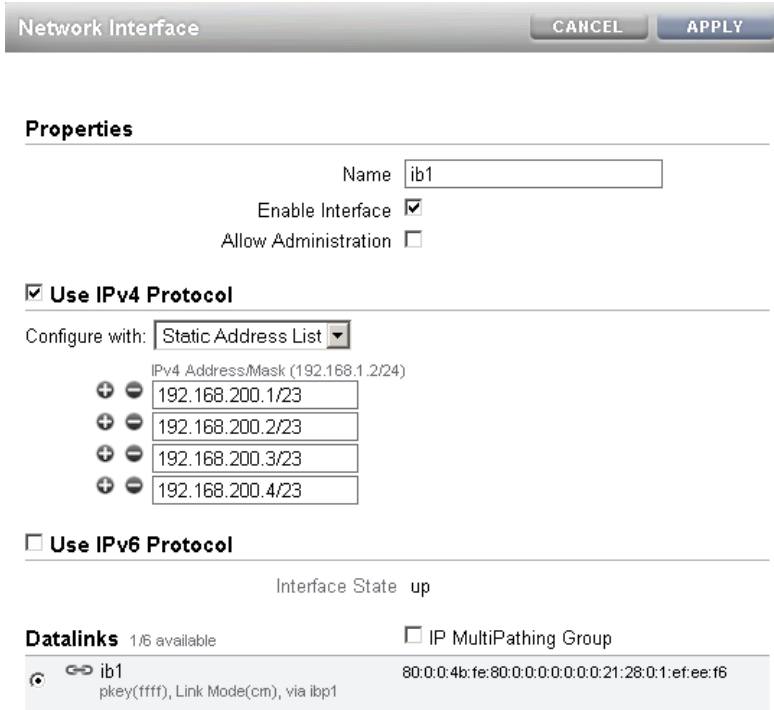 Network Interface CANCEL APPLY
Properties
Name ib1
Enable Interface
Allow Administration
Use IPv4 Protocol
Configure with: Static Address List
IPv4 Address/Mask (192.168.1.2/24)
192.168.200.1/23
192.168.200.2/23
192.168.200.3/23
192.168.200.4/23
Use IPv6 Protocol
Interface State up
Datalinks 1/6 available IP MultiPathing Group
ib1 80:0:0:4b:fe:80:0:0:0:0:0:0:0:21:28:0:1:ef:ee:f6
pkey(ffff), Link Mode(cm), via ibp1